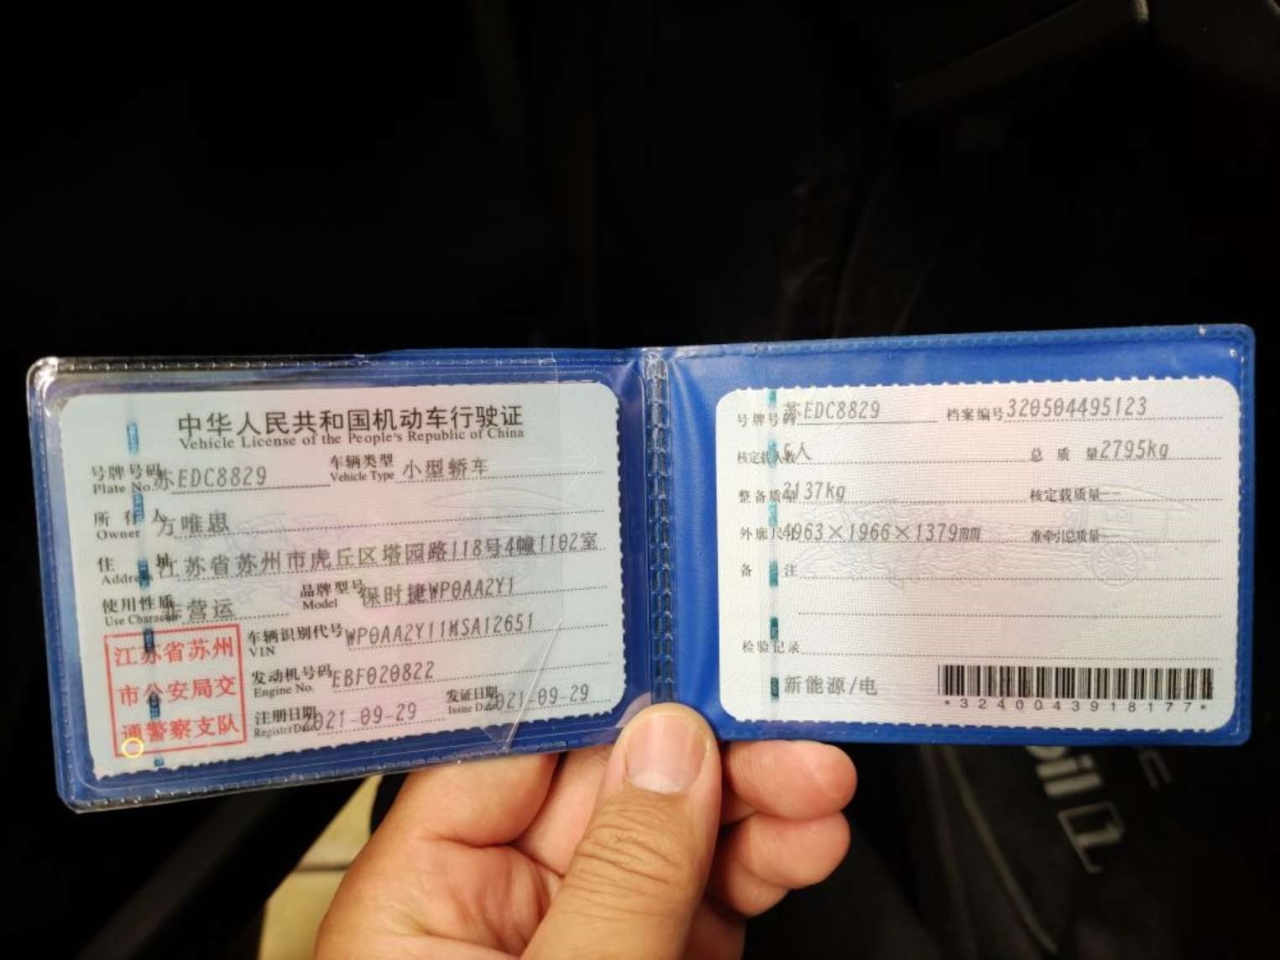 中华人民共和国机动车行驶证
Vehicle License of the People's Republic of China
号牌号码 苏EDC8829 车辆类型 小型轿车
Plate No. Vehicle Type
所有人 方唯思
Owner
住址 江苏省苏州市虎丘区塔园路118号4幢1102室
Address
使用性质 非营运 品牌型号 保时捷WP0AA2Y1
Use Character Model
车辆识别代号 WP0AA2Y11MSA12651
VIN
发动机号码 EBF020822
Engine No.
注册日期 2021-09-29 发证日期 2021-09-29
Register Date Issue Date
江苏省苏州
市公安局交
通警察支队
号牌号码 苏EDC8829 档案编号 320504495123
核定载人数 5人 总质量 2795kg
整备质量 2137kg 核定载质量 --
外廓尺寸 4963×1966×1379mm 准牵引总质量 --
备注
检验记录
新能源/电
*3240043918177*